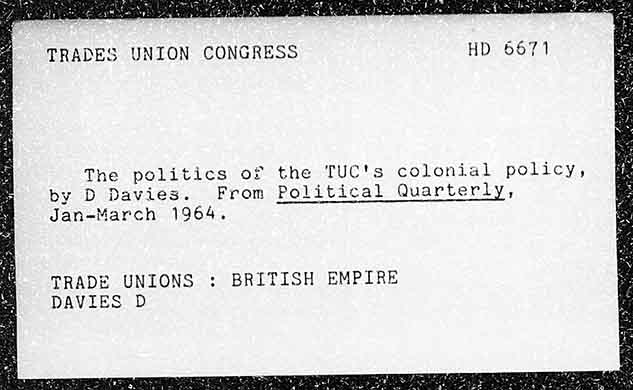 TRADES UNION CONGRESS HD 6671
The politics of the TUC's colonial policy,
by D Davies. From Political Quarterly,
Jan-March 1964.
TRADE UNIONS : BRITISH EMPIRE
DAVIES D